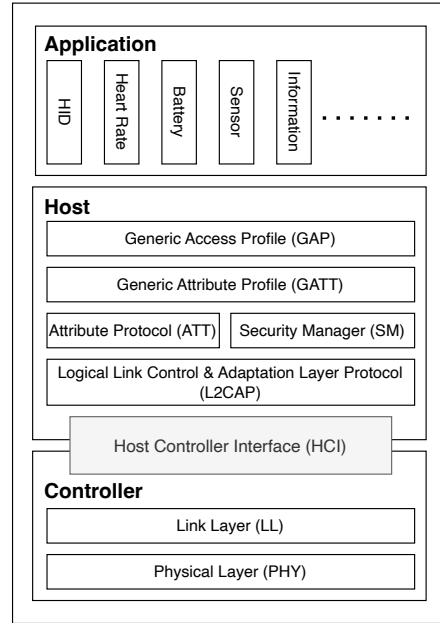 Application
HID
Heart Rate
Battery
Sensor
Information
.......
Host
Generic Access Profile (GAP)
Generic Attribute Profile (GATT)
Attribute Protocol (ATT)
Security Manager (SM)
Logical Link Control & Adaptation Layer Protocol
(L2CAP)
Host Controller Interface (HCI)
Controller
Link Layer (LL)
Physical Layer (PHY)